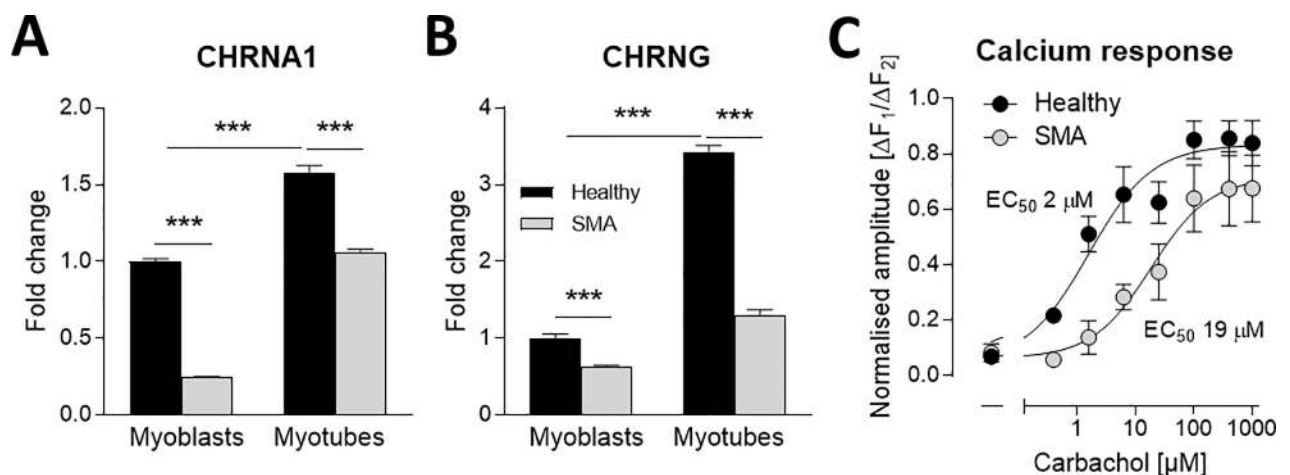 A
CHRNA1
Fold change
2.0
1.5
1.0
0.5
0.0
***
***
***
Myoblasts
Myotubes
B
CHRNG
Fold change
4
3
2
1
0
***
***
***
Healthy
SMA
Myoblasts
Myotubes
C
Calcium response
Normalised amplitude [ΔF₁/ΔF₂]
Healthy
SMA
1.0
0.8
0.6
0.4
0.2
0.0
EC₅₀ 2 μM
EC₅₀ 19 μM
1
10
100
1000
Carbachol [μM]